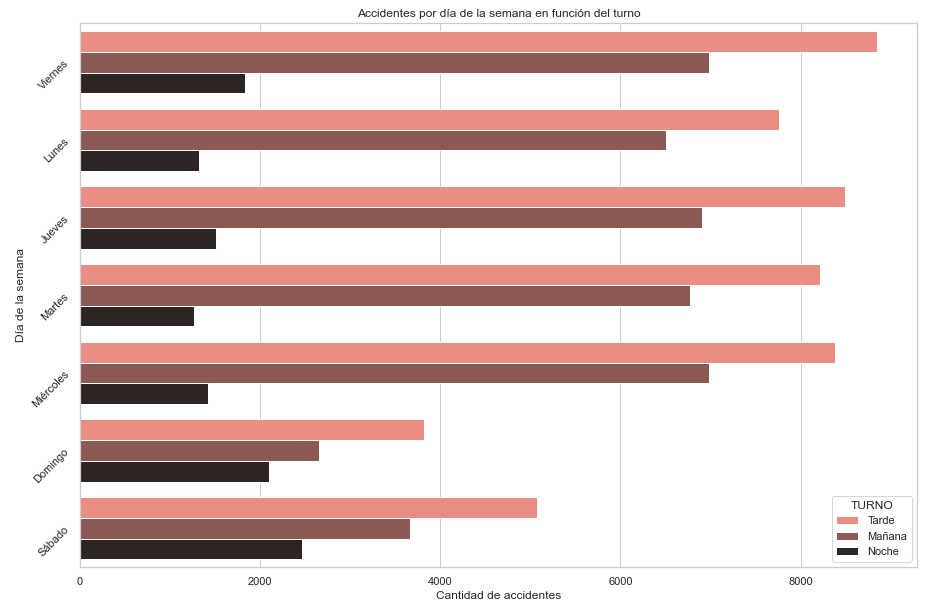 Accidentes por día de la semana en función del turno
Día de la semana
Viernes
Lunes
Jueves
Martes
Miércoles
Domingo
Sábado
0 2000 4000 6000 8000
Cantidad de accidentes
TURNO
Tarde
Mañana
Noche